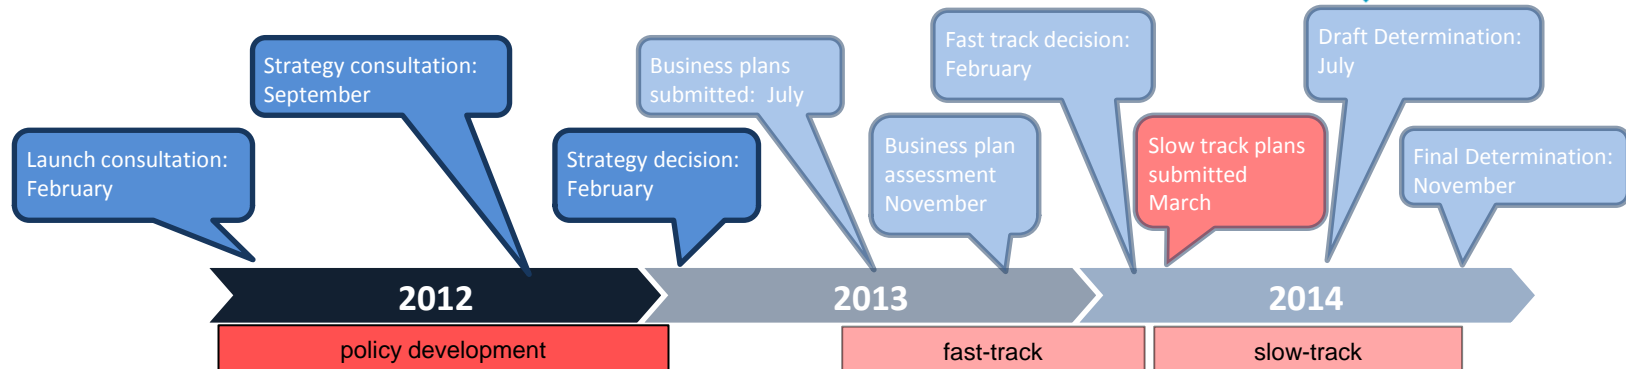 Launch consultation:
February
Strategy consultation:
September
Strategy decision:
February
Business plans
submitted:  July
Business plan
assessment
November
Fast track decision:
February
Slow track plans
submitted
March
Draft Determination:
July
Final Determination:
November
2012
2013
2014
policy development
fast-track
slow-track